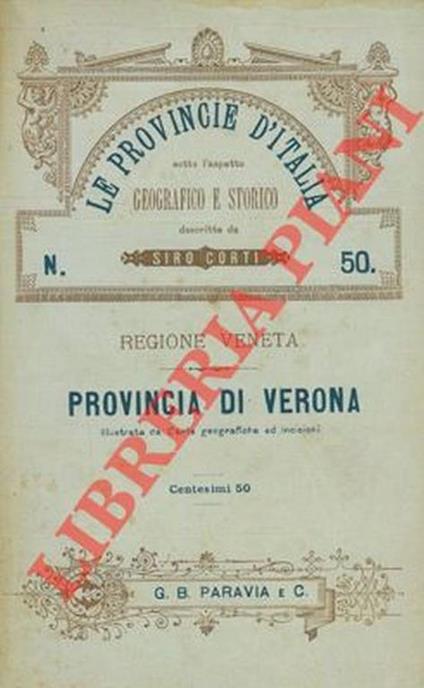 LE PROVINCIE D'ITALIA
sotto l'aspetto
GEOGRAFICO E STORICO
descritte da
SIRO CORTI
N. 50.
REGIONE VENETA
PROVINCIA DI VERONA
illustrata da Carte geografiche ed incisioni
Centesimi 50
G. B. PARAVIA E C.
LIBRERIA PIANI